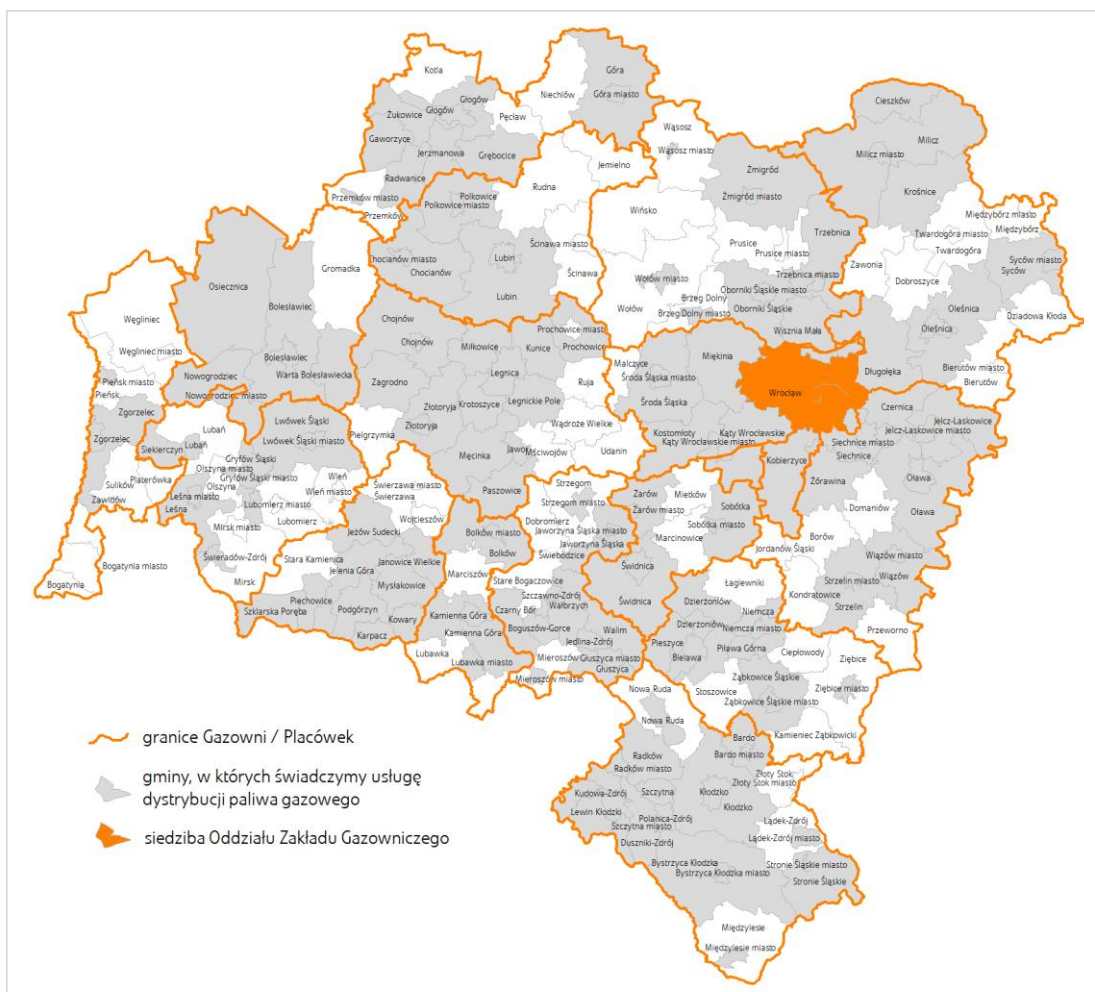 Kotla
Góra
Niechlów
Góra miasto
Głogów
Cieszków
Żukowice
Głogów
Pęcław
Gaworzyce
Wąsosz
Milicz
Jerzmanowa
Grębocice
Wąsosz miasto
Milicz miasto
Jemielno
Żmigród
Radwanice
Rudna
Krośnice
Przemków miasto
Polkowice
Żmigród miasto
Polkowice miasto
Przemków
Wińsko
Międzybórz miasto
Trzebnica
Twardogóra miasto
Międzybórz
Prusice
Ścinawa miasto
Prusice miasto
Twardogóra
Chocianów miasto
Lubin
Zawonia
Syców miasto
Gromadka
Chocianów
Ścinawa
Wołów miasto
Trzebnica miasto
Syców
Dobroszyce
Osiecznica
Oborniki Śląskie miasto
Lubin
Brzeg Dolny
Bolesławiec
Wołów
Oborniki Śląskie
Dziadowa Kłoda
Brzeg Dolny miasto
Oleśnica
Węgliniec
Chojnów
Prochowice miasto
Wisznia Mała
Oleśnica
Chojnów
Miłkowice
Kunice
Prochowice
Węgliniec miasto
Bolesławiec
Miękinia
Malczyce
Długołęka
Bierutów miasto
Legnica
Środa Śląska miasto
Nowogrodziec
Warta Bolesławiecka
Zagrodno
Ruja
Bierutów
Pieńsk miasto
Wrocław
Pieńsk
Nowogrodziec miasto
Środa Śląska
Legnickie Pole
Złotoryja
Krotoszyce
Czernica
Zgorzelec
Lwówek Śląski
Jelcz-Laskowice
Wądroże Wielkie
Lubań
Złotoryja
Kostomłoty
Kąty Wrocławskie
Jelcz-Laskowice miasto
Pielgrzymka
Zgorzelec
Lubań
Lwówek Śląski miasto
Kąty Wrocławskie miasto
Siechnice miasto
Jawor
Mściwojów
Udanin
Siekierczyn
Siechnice
Męcinka
Gryfów Śląski
Kobierzyce
Olszyna miasto
Sulików
Platerówka
Gryfów Śląski miasto
Wleń
Oława
Żórawina
Świerzawa miasto
Strzegom
Leśna miasto
Wleń miasto
Paszowice
Żarów
Mietków
Zawidów
Świerzawa
Leśna
Lubomierz miasto
Strzegom miasto
Sobótka
Oława
Żarów miasto
Domaniów
Wojcieszów
Dobromierz
Lubomierz
Sobótka miasto
Mirsk miasto
Bolków miasto
Jaworzyna Śląska miasto
Jeżów Sudecki
Marcinowice
Borów
Jaworzyna Śląska
Jordanów Śląski
Bolków
Świebodzice
Świeradów-Zdrój
Stara Kamienica
Wiązów miasto
Janowice Wielkie
Jelenia Góra
Bogatynia miasto
Świdnica
Marciszów
Stare Bogaczowice
Wiązów
Mirsk
Mysłakowice
Łagiewniki
Strzelin miasto
Bogatynia
Piechowice
Szczawno-Zdrój
Kondratowice
Wałbrzych
Świdnica
Dzierżoniów
Niemcza
Strzelin
Szklarska Poręba
Podgórzyn
Czarny Bór
Kamienna Góra
Kowary
Boguszów-Gorce
Dzierżoniów
Niemcza miasto
Przeworno
Kamienna Góra
Karpacz
Walim
Jedlina-Zdrój
Pieszyce
Piława Górna
Ciepłowody
Lubawka
Mieroszów
Głuszyca miasto
Bielawa
Ziębice
Lubawka miasto
Głuszyca
Ząbkowice Śląskie
Mieroszów miasto
Nowa Ruda
Stoszowice
Ziębice miasto
Ząbkowice Śląskie miasto
Nowa Ruda
granice Gazowni / Placówek
Bardo
Kamieniec Ząbkowicki
Radków
Bardo miasto
Radków miasto
Złoty Stok
gminy, w których świadczymy usługę
dystrybucji paliwa gazowego
Kłodzko
Złoty Stok miasto
Kudowa-Zdrój
Szczytna
Kłodzko
Lewin Kłodzki
Polanica-Zdrój
Lądek-Zdrój
Szczytna miasto
siedziba Oddziału Zakładu Gazowniczego
Lądek-Zdrój miasto
Duszniki-Zdrój
Bystrzyca Kłodzka
Stronie Śląskie miasto
Bystrzyca Kłodzka miasto
Stronie Śląskie
Międzylesie
Międzylesie miasto